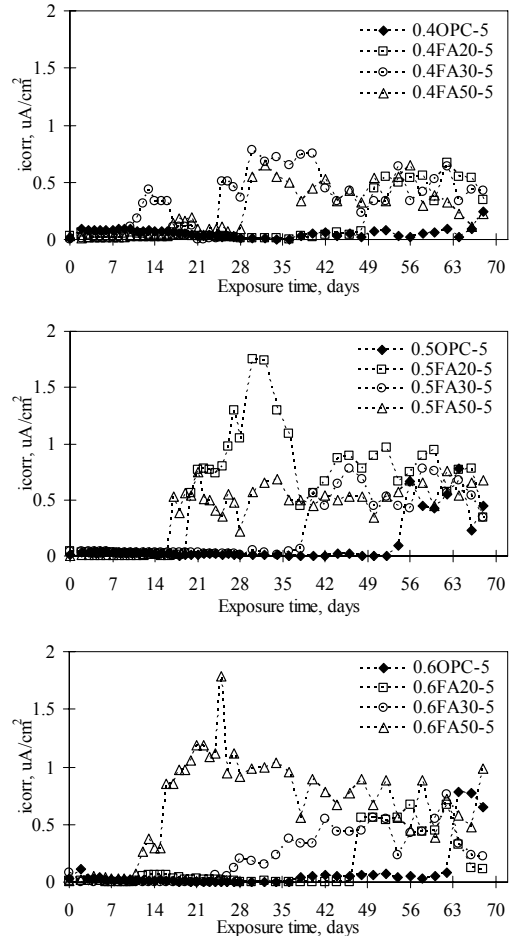 2
1.5
1
0.5
0
0 7 14 21 28 35 42 49 56 63 70
icorr, uA/cm²
Exposure time, days
0.4OPC-5
0.4FA20-5
0.4FA30-5
0.4FA50-5
2
1.5
1
0.5
0
0 7 14 21 28 35 42 49 56 63 70
icorr, uA/cm²
Exposure time, days
0.5OPC-5
0.5FA20-5
0.5FA30-5
0.5FA50-5
2
1.5
1
0.5
0
0 7 14 21 28 35 42 49 56 63 70
icorr, uA/cm²
Exposure time, days
0.6OPC-5
0.6FA20-5
0.6FA30-5
0.6FA50-5